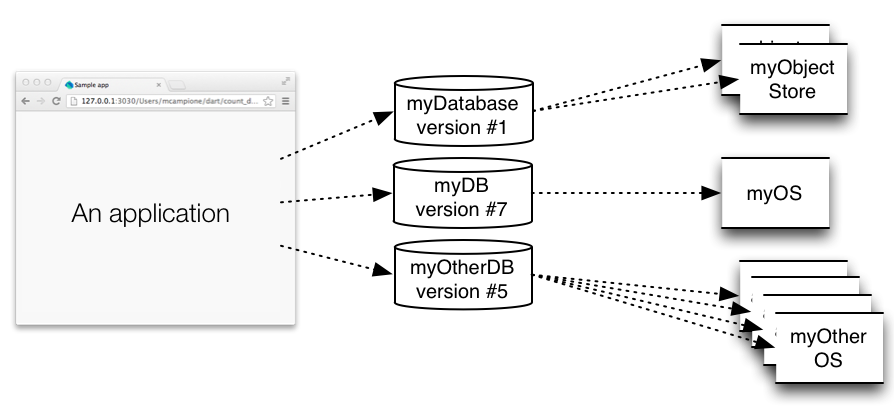 Sample app
127.0.0.1:3030/Users/mcampione/dart/count_d...
An application
myDatabase
version #1
myDB
version #7
myOtherDB
version #5
myObject
Store
myOS
myOther
OS